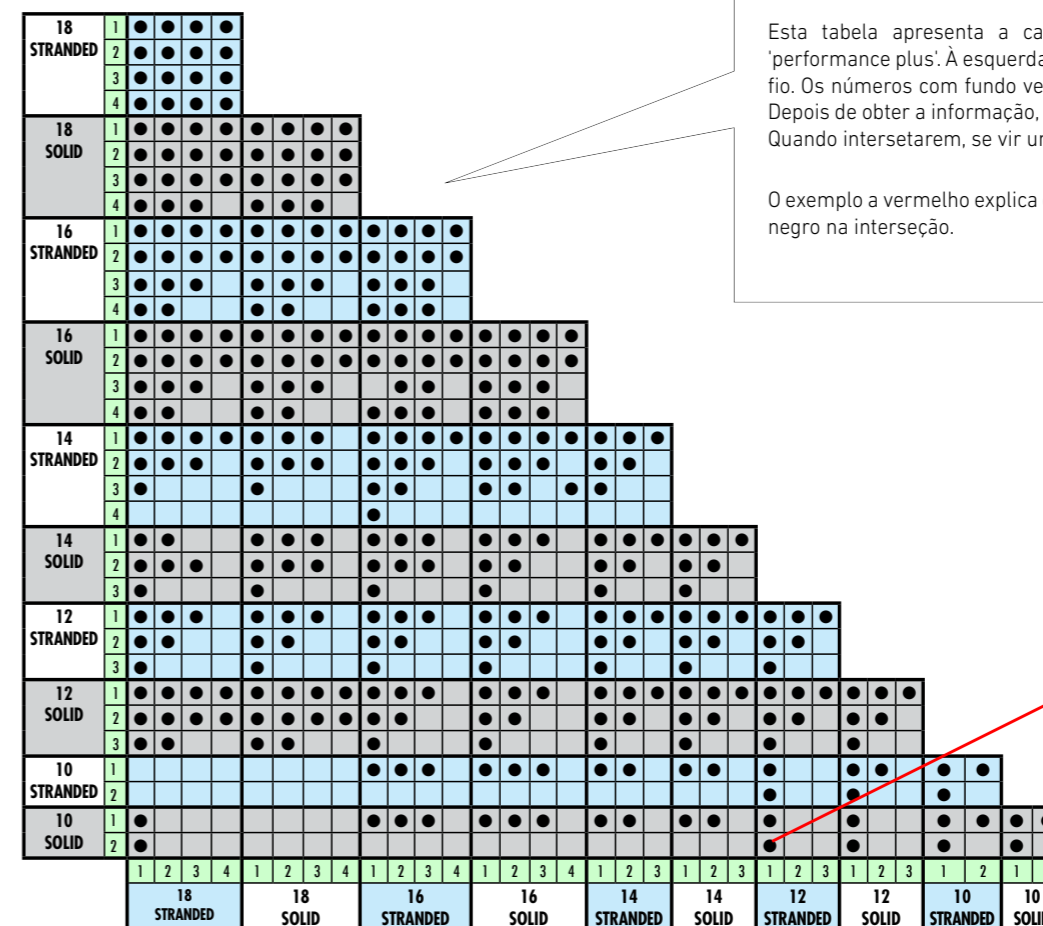 Esta tabela apresenta a
'performance plus'. À esquerda
fio. Os números com fundo
Depois de obter a informação,
Quando intersetarem, se vir
O exemplo a vermelho explica
negro na interseção.
18 STRANDED
1
2
3
4
18 SOLID
1
2
3
4
16 STRANDED
1
2
3
4
16 SOLID
1
2
3
4
14 STRANDED
1
2
3
4
14 SOLID
1
2
3
12 STRANDED
1
2
3
12 SOLID
1
2
3
10 STRANDED
1
2
10 SOLID
1
2
1 2 3 4 1 2 3 4 1 2 3 4 1 2 3 4 1 2 3 1 2 3 1 2 3 1 2 3 1 2 1
18 18 16 16 14 14 12 12 10 10
STRANDED SOLID STRANDED SOLID STRANDED SOLID STRANDED SOLID STRANDED